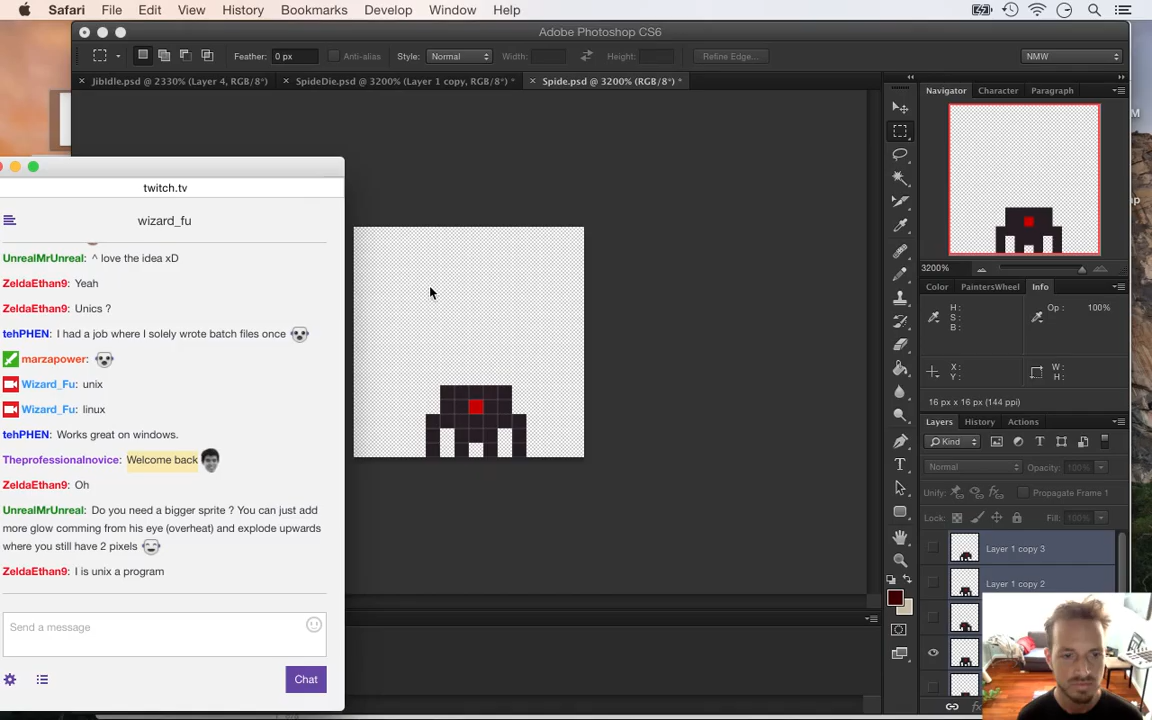 Safari File Edit View History Bookmarks Develop Window Help
Adobe Photoshop CS6
Feather: 0 px Anti-alias Style: Normal Width: Height: Refine Edge... NMW
JibIdle.psd @ 2330% (Layer 4, RGB/8*) SpideDie.psd @ 3200% (Layer 1 copy, RGB/8*) * Spide.psd @ 3200% (RGB/8*) *
Navigator Character Paragraph
twitch.tv
wizard_fu
UnrealMrUnreal: ^ love the idea xD
ZeldaEthan9: Yeah
ZeldaEthan9: Unics ?
tehPHEN: I had a job where I solely wrote batch files once
marzapower:
Wizard_Fu: unix
Wizard_Fu: linux
tehPHEN: Works great on windows.
Theprofessionalnovice: Welcome back
ZeldaEthan9: Oh
UnrealMrUnreal: Do you need a bigger sprite ? You can just add
more glow comming from his eye (overheat) and explode upwards
where you still have 2 pixels
ZeldaEthan9: I is unix a program
Send a message
Chat
3200%
Color PaintersWheel Info
H: Op: 100%
S:
B:
X: W:
Y: H:
16 px x 16 px (144 ppi)
Layers History Actions
Kind
Normal Opacity: 100%
Unify: Propagate Frame 1
Lock: Fill: 100%
Layer 1 copy 3
Layer 1 copy 2